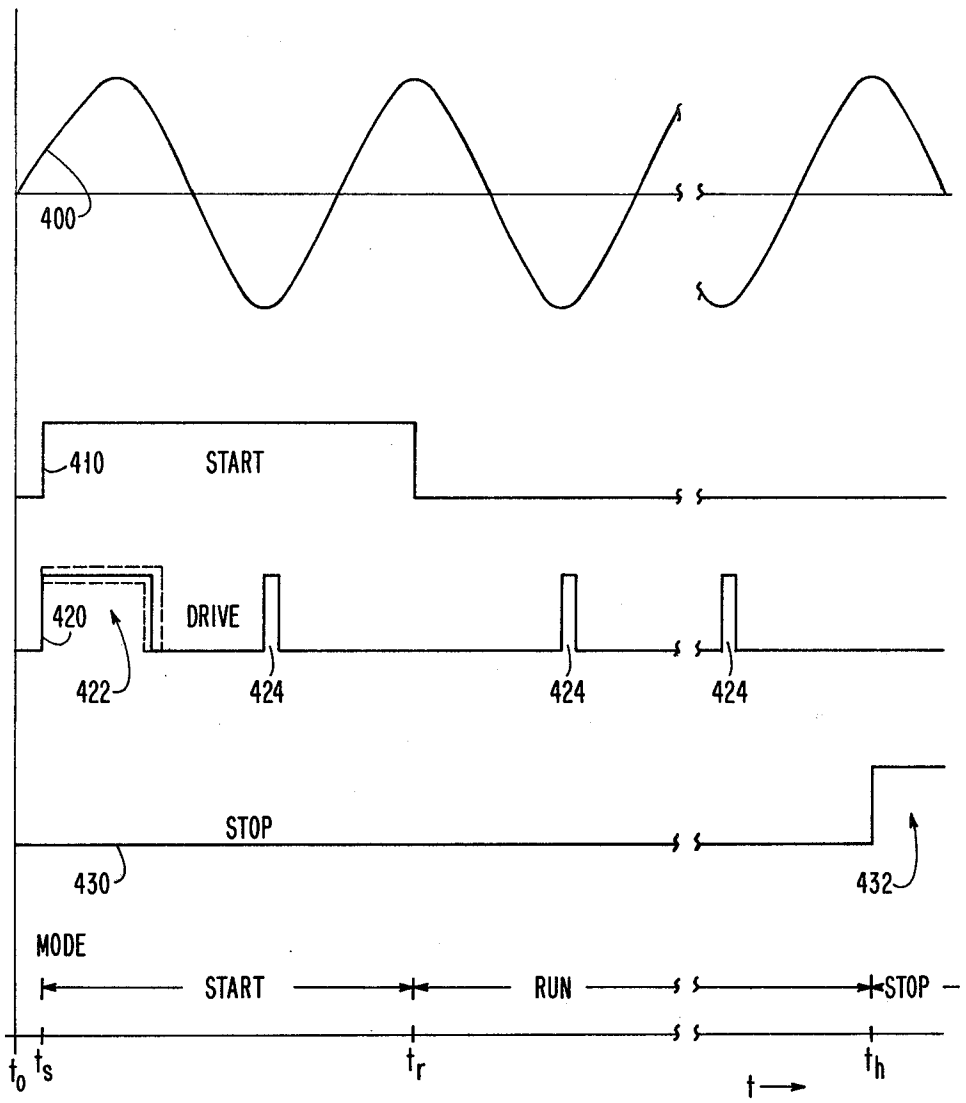 400
410
START
420
DRIVE
422
424
424
424
STOP
430
432
MODE
START
RUN
STOP
t₀
tₛ
tᵣ
tₕ
t